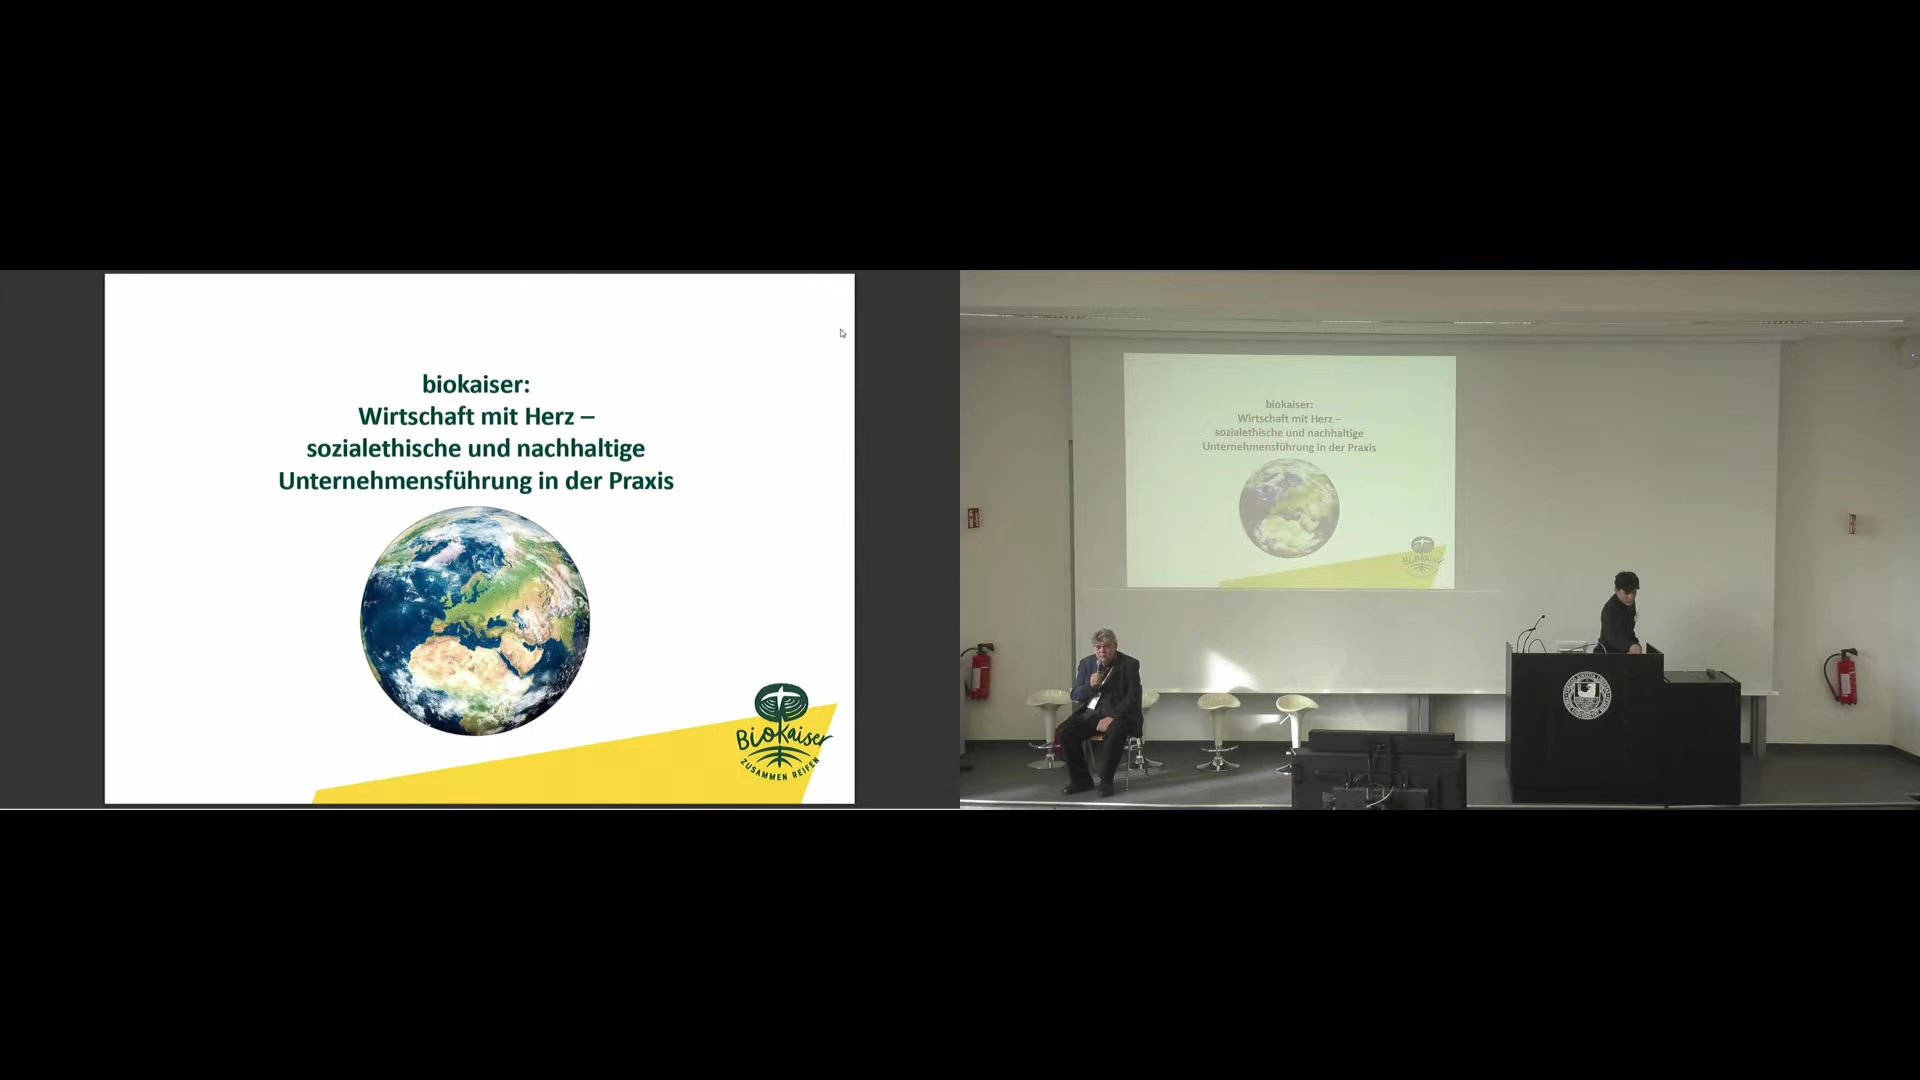 biokaiser:
Wirtschaft mit Herz –
sozialethische und nachhaltige
Unternehmensführung in der Praxis
BioKaiser
ZUSAMMEN REIFEN
biokaiser:
Wirtschaft mit Herz –
sozialethische und nachhaltige
Unternehmensführung in der Praxis